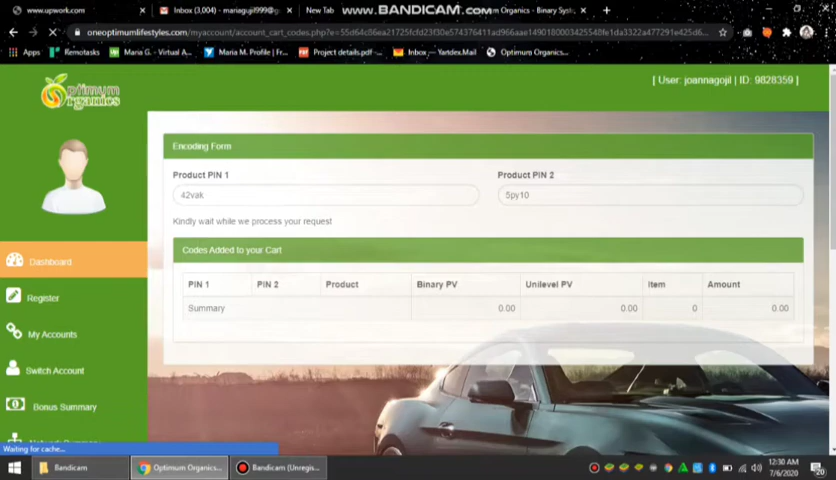 www.upwork.com
Inbox (3,004) - mariagujil999@g
New Tab
www.BANDICAM.com
m Organics - Binary Syst
oneoptimumlifestyles.com/myaccount/account_cart_codes.php?
Apps
Remotasks
Maria G. - Virtual A...
Maria M. Profile | Fr...
Project details.pdf -...
Inbox — Yandex.Mail
Optimum Organics...
Optimum Organics
[ User: joannagojil | ID: 9828359 ]
Encoding Form
Product PIN 1
Product PIN 2
42vak
5py10
Kindly wait while we process your request
Codes Added to your Cart
PIN 1
PIN 2
Product
Binary PV
Unilevel PV
Item
Amount
Summary
0.00
0.00
0
0.00
Dashboard
Register
My Accounts
Switch Account
Bonus Summary
Waiting for cache...
Bandicam
Optimum Organics...
Bandicam (Unregis...
12:30 AM
7/6/2020
20